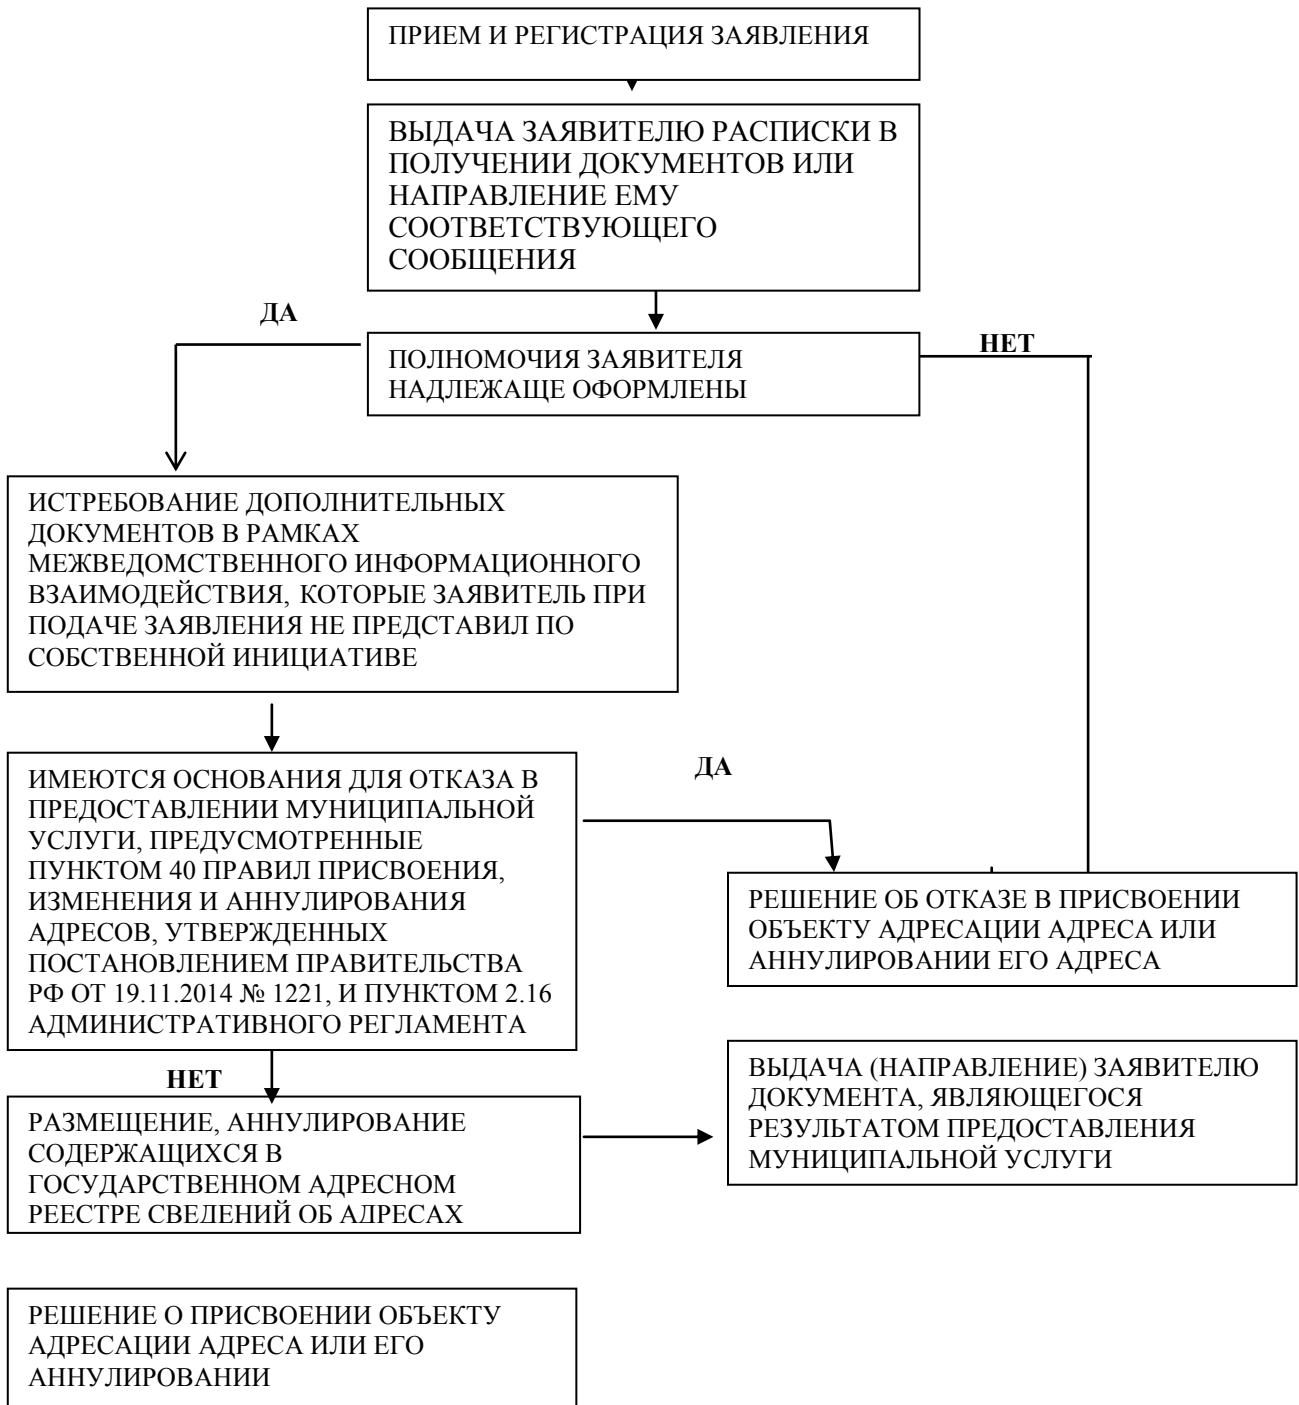 ПРИЕМ И РЕГИСТРАЦИЯ ЗАЯВЛЕНИЯ
ВЫДАЧА ЗАЯВИТЕЛЮ РАСПИСКИ В
ПОЛУЧЕНИИ ДОКУМЕНТОВ ИЛИ
НАПРАВЛЕНИЕ ЕМУ
СООТВЕТСТВУЮЩЕГО
СООБЩЕНИЯ
ДА
НЕТ
ПОЛНОМОЧИЯ ЗАЯВИТЕЛЯ
НАДЛЕЖАЩЕ ОФОРМЛЕНЫ
ИСТРЕБОВАНИЕ ДОПОЛНИТЕЛЬНЫХ
ДОКУМЕНТОВ В РАМКАХ
МЕЖВЕДОМСТВЕННОГО ИНФОРМАЦИОННОГО
ВЗАИМОДЕЙСТВИЯ, КОТОРЫЕ ЗАЯВИТЕЛЬ ПРИ
ПОДАЧЕ ЗАЯВЛЕНИЯ НЕ ПРЕДСТАВИЛ ПО
СОБСТВЕННОЙ ИНИЦИАТИВЕ
ИМЕЮТСЯ ОСНОВАНИЯ ДЛЯ ОТКАЗА В
ПРЕДОСТАВЛЕНИИ МУНИЦИПАЛЬНОЙ
УСЛУГИ, ПРЕДУСМОТРЕННЫЕ
ПУНКТОМ 40 ПРАВИЛ ПРИСВОЕНИЯ,
ИЗМЕНЕНИЯ И АННУЛИРОВАНИЯ
АДРЕСОВ, УТВЕРЖДЕННЫХ
ПОСТАНОВЛЕНИЕМ ПРАВИТЕЛЬСТВА
РФ ОТ 19.11.2014 № 1221, И ПУНКТОМ 2.16
АДМИНИСТРАТИВНОГО РЕГЛАМЕНТА
ДА
РЕШЕНИЕ ОБ ОТКАЗЕ В ПРИСВОЕНИИ
ОБЪЕКТУ АДРЕСАЦИИ АДРЕСА ИЛИ
АННУЛИРОВАНИИ ЕГО АДРЕСА
НЕТ
РАЗМЕЩЕНИЕ, АННУЛИРОВАНИЕ
СОДЕРЖАЩИХСЯ В
ГОСУДАРСТВЕННОМ АДРЕСНОМ
РЕЕСТРЕ СВЕДЕНИЙ ОБ АДРЕСАХ
ВЫДАЧА (НАПРАВЛЕНИЕ) ЗАЯВИТЕЛЮ
ДОКУМЕНТА, ЯВЛЯЮЩЕГОСЯ
РЕЗУЛЬТАТОМ ПРЕДОСТАВЛЕНИЯ
МУНИЦИПАЛЬНОЙ УСЛУГИ
РЕШЕНИЕ О ПРИСВОЕНИИ ОБЪЕКТУ
АДРЕСАЦИИ АДРЕСА ИЛИ ЕГО
АННУЛИРОВАНИИ